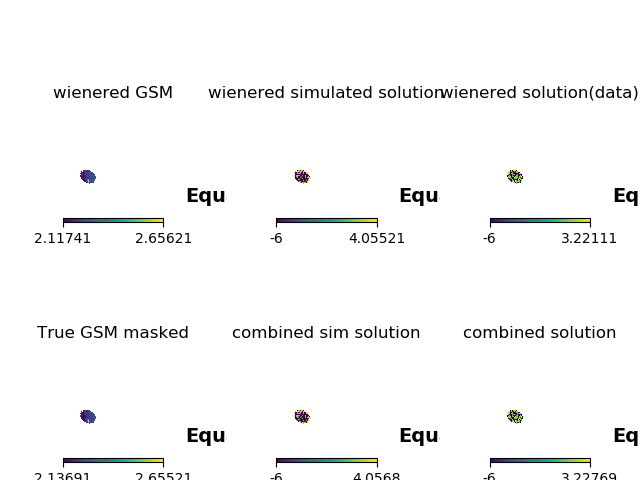 wienered GSM
wienered simulated solution
wienered solution(data)
Equ
Equ
Eq
2.11741 2.65621
-6 4.05521
-6 3.22111
True GSM masked
combined sim solution
combined solution
Equ
Equ
Eq
2.13691 2.65521
-6 4.0568
-6 3.22769